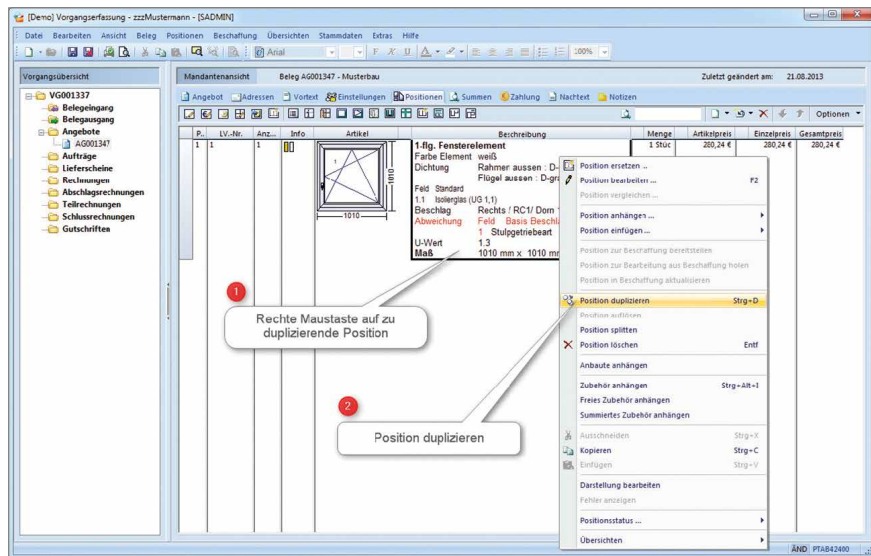 [Demo] Vorgangserfassung - zzzMustermann - [SADMIN]
Datei Bearbeiten Ansicht Beleg Positionen Beschaffung Übersichten Stammdaten Extras Hilfe
Arial F K U 100%
Vorgangsübersicht
Mandantenansicht Beleg AG001347 - Musterbau Zuletzt geändert am: 21.08.2013
VG001337
Belegeingang
Belegausgang
Angebote
AG001347
Aufträge
Lieferscheine
Rechnungen
Abschlagsrechnungen
Teilrechnungen
Schlussrechnungen
Gutschriften
Angebot Adressen Vortext Einstellungen Positionen Summen Zahlung Nachtext Notizen
Optionen
P.. LV.-Nr. Anz... Info Artikel Beschreibung Menge Artikelpreis Einzelpreis Gesamtpreis
1 1 1 1-flg. Fensterelement 1 Stüc 280,24 € 280,24 € 280,24 €
1
1010
1010
Farbe Element weiß
Dichtung Rahmer aussen : D-
Flügel aussen : D-gr
Feld Standard
1.1 Isolierglas (UG 1,1)
Beschlag Rechts / RC1/ Dorn 1
Abweichung Feld Basis Beschla
1 Stulpgetriebeart
U-Wert 1.3
Maß 1010 mm x 1010 mm
1
Rechte Maustaste auf zu
duplizierende Position
2
Position duplizieren
Position ersetzen ...
Position bearbeiten ... F2
Position vergleichen ...
Position anhängen ...
Position einfügen ...
Position zur Beschaffung bereitstellen
Position zur Bearbeitung aus Beschaffung holen
Position in Beschaffung aktualisieren
Position duplizieren Strg+D
Position auflösen
Position splitten
Position löschen Entf
Anbaute anhängen
Zubehör anhängen Strg+Alt+I
Freies Zubehör anhängen
Summiertes Zubehör anhängen
Ausschneiden Strg+X
Kopieren Strg+C
Einfügen Strg+V
Darstellung bearbeiten
Fehler anzeigen
Positionsstatus ...
Übersichten
ÄND PTAB42400